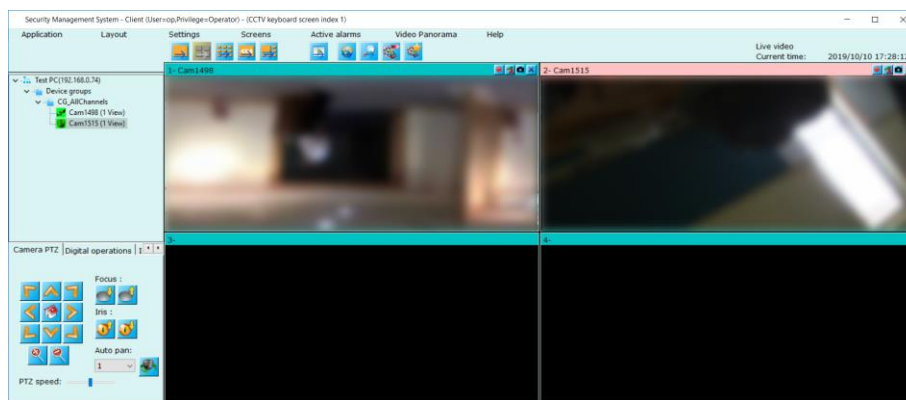 Security Management System - Client (User=op,Privilege=Operator) - (CCTV keyboard screen index 1)
Application Layout Settings Screens Active alarms Video Panorama Help
Live video
Current time: 2019/10/10 17:28:13
1- Cam1498
2- Cam1515
Test PC(192.168.0.74)
Device groups
CG_AllChannels
Cam1498 (1 View)
Cam1515 (1 View)
3-
4-
Camera PTZ Digital operations
Focus :
Iris :
Auto pan:
1
PTZ speed: